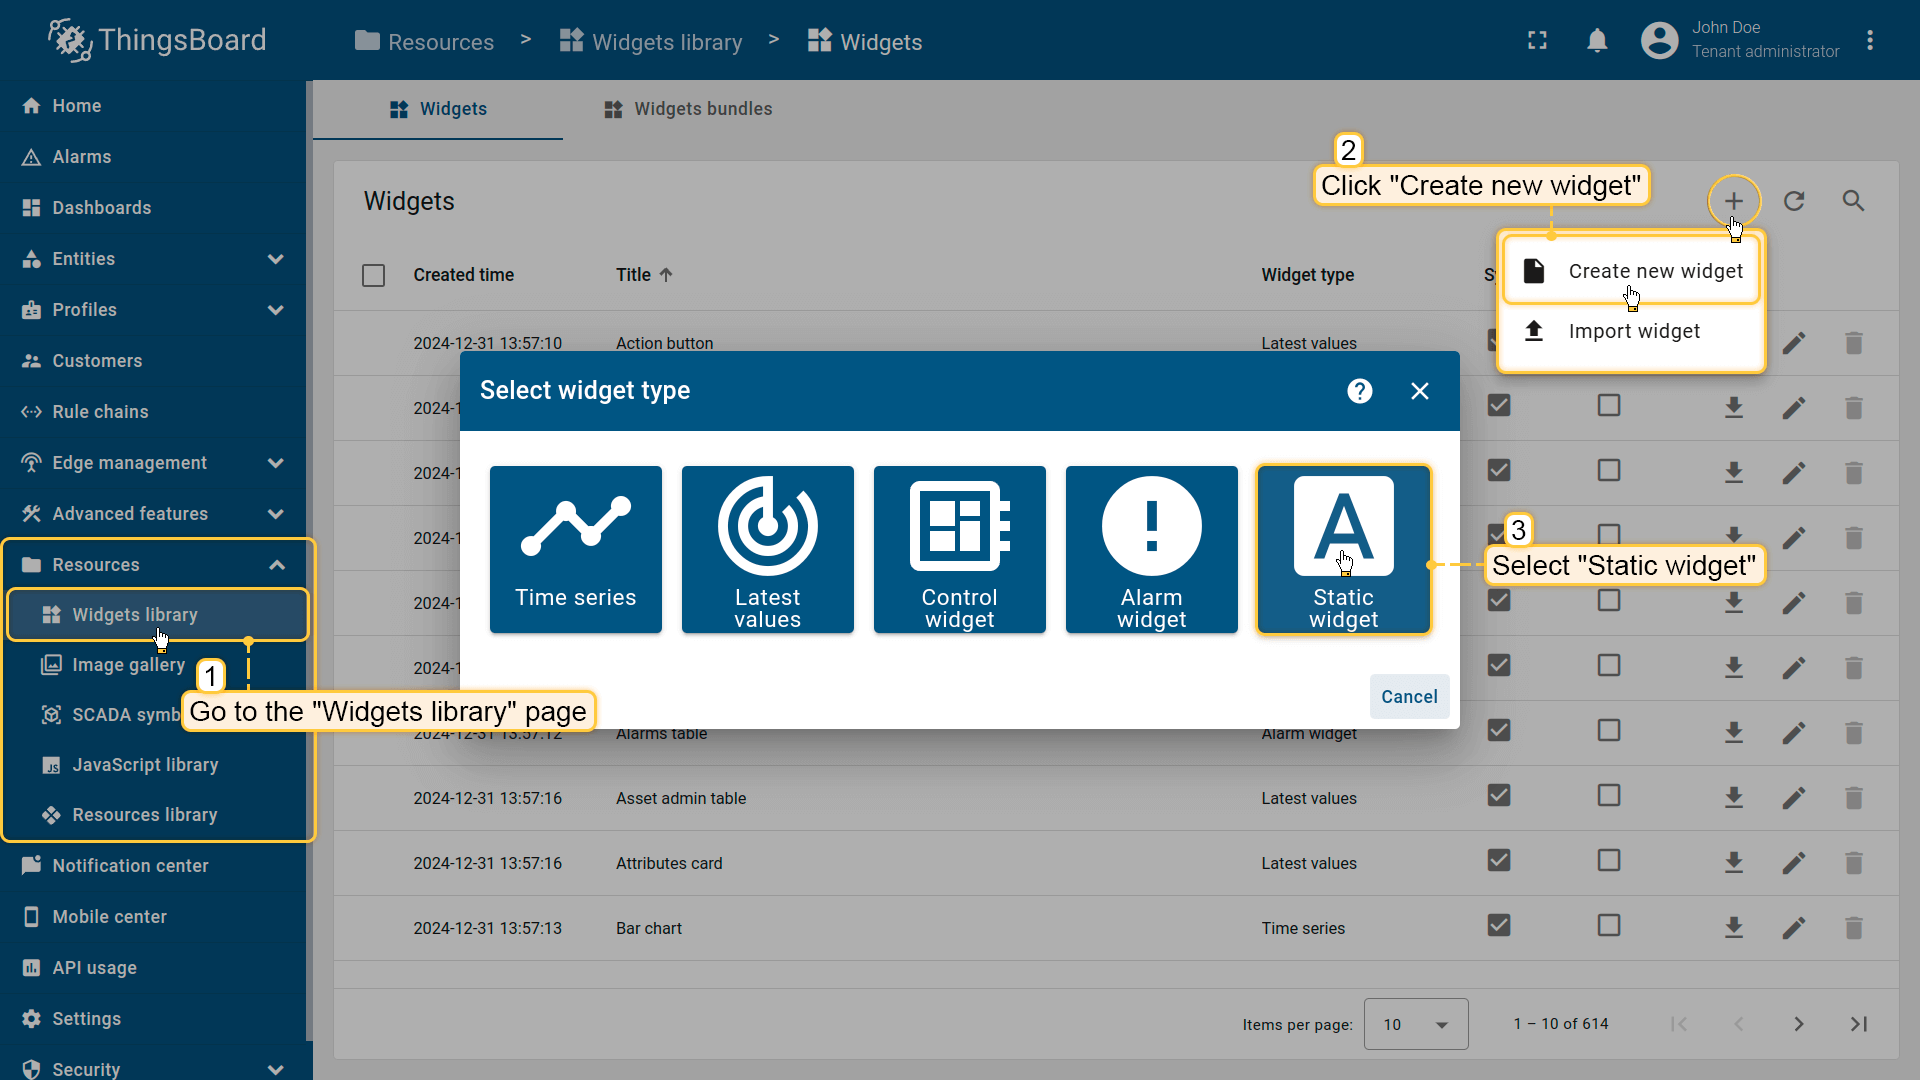 ThingsBoard
Resources > Widgets library > Widgets
John Doe
Tenant administrator
Home
Alarms
Dashboards
Entities
Profiles
Customers
Rule chains
Edge management
Advanced features
Resources
Widgets library
Image gallery
SCADA symb
JavaScript library
JS
Resources library
Notification center
Mobile center
API usage
Settings
Security
1
Go to the "Widgets library" page
Widgets
Widgets bundles
Widgets
2
Click "Create new widget"
Create new widget
Import widget
Created time
Title
Widget type
2024-12-31 13:57:10 Action button Latest values
2024-1
2024-1
2024-1
2024-1
2024-1
Select widget type
?
Time series
Latest
values
Control
widget
!
Alarm
widget
A
Static
widget
3
Select "Static widget"
Cancel
2024-12-31 13:57:12 Alarms table Alarm widget
2024-12-31 13:57:16 Asset admin table Latest values
2024-12-31 13:57:16 Attributes card Latest values
2024-12-31 13:57:13 Bar chart Time series
Items per page: 10 1 – 10 of 614